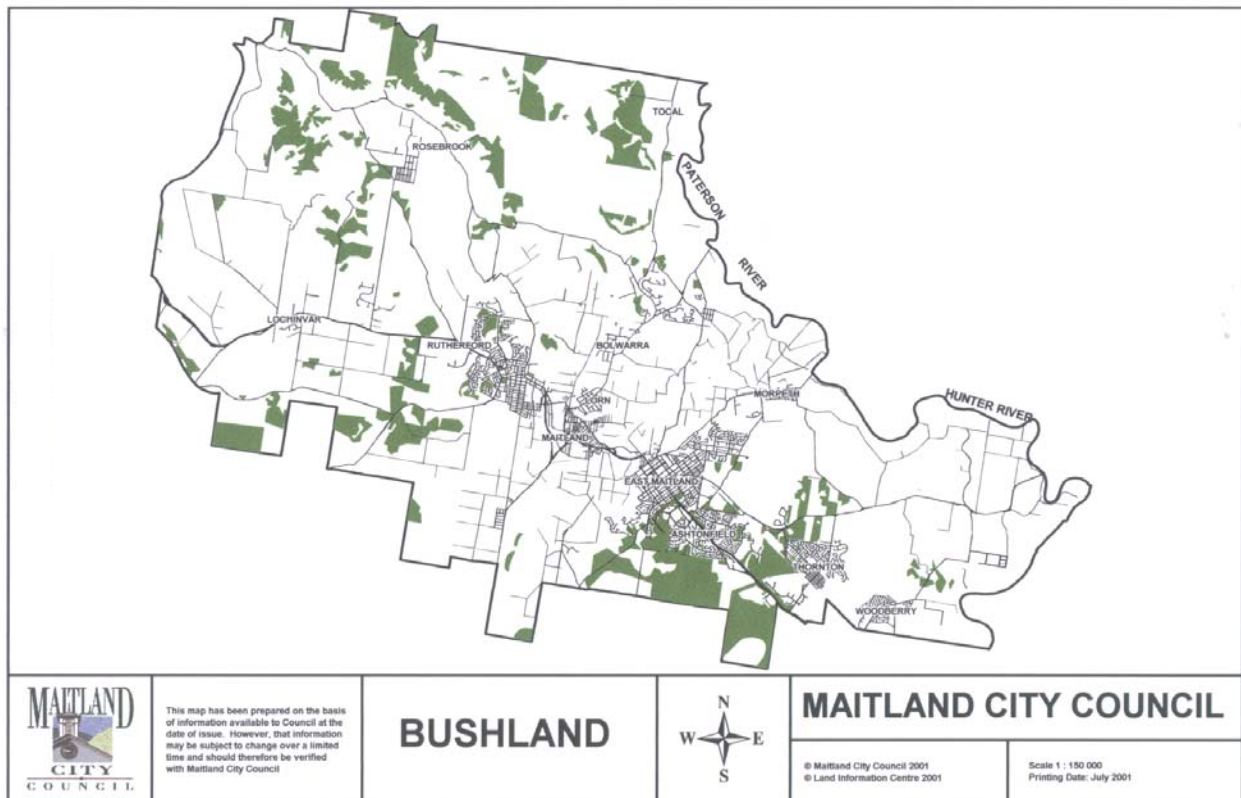 TOCAL
ROSEBROOK
PATERSON
RIVER
LOCHINVAR
RUTHERFORD
BOLWARRA
LORN
MORPETH
HUNTER RIVER
MAITLAND
EAST MAITLAND
ASHTONFIELD
THORNTON
WOODBERRY
MAITLAND
CITY
COUNCIL
This map has been prepared on the basis
of information available to Council at the
date of issue. However, that information
may be subject to change over a limited
time and should therefore be verified
with Maitland City Council
BUSHLAND
N
W E
S
MAITLAND CITY COUNCIL
© Maitland City Council 2001
© Land Information Centre 2001
Scale 1 : 150 000
Printing Date: July 2001